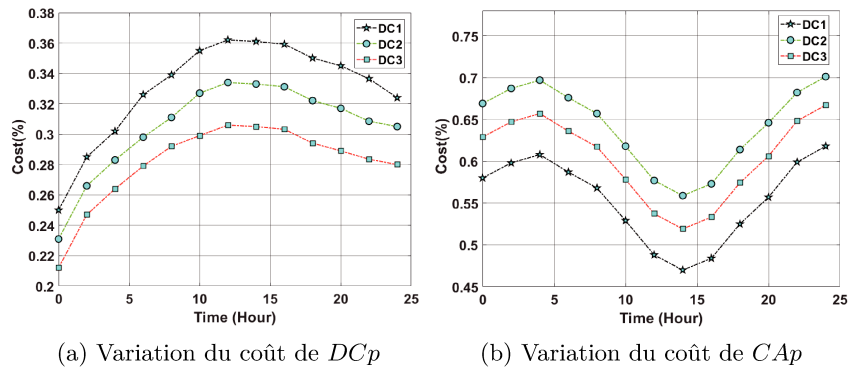 0.38
0.36
0.34
0.32
0.3
0.28
0.26
0.24
0.22
0.2
Cost(%)
0 5 10 15 20 25
Time (Hour)
DC1
DC2
DC3
(a) Variation du coût de DCp
0.75
0.7
0.65
0.6
0.55
0.5
0.45
Cost(%)
0 5 10 15 20 25
Time (Hour)
DC1
DC2
DC3
(b) Variation du coût de CAp